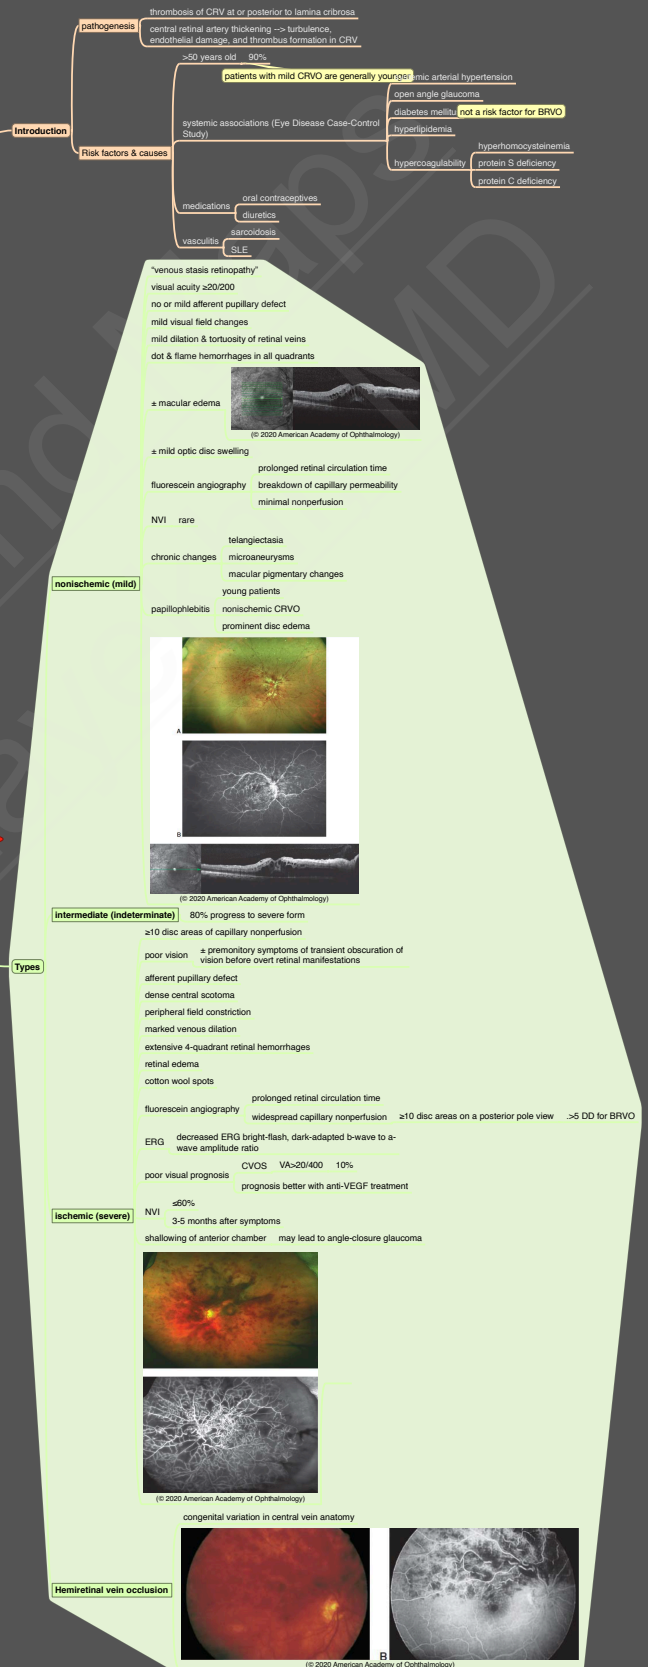 Introduction
pathogenesis
thrombosis of CRV at or posterior to lamina cribrosa
central retinal artery thickening --> turbulence,
endothelial damage, and thrombus formation in CRV
Risk factors & causes
>50 years old 90%
patients with mild CRVO are generally younger
systemic associations (Eye Disease Case-Control
Study)
arterial hypertension
open angle glaucoma
diabetes
not a risk factor for BRVO
hyperlipidemia
hypercoagulability
hyperhomocysteinemia
protein S deficiency
protein C deficiency
medications
oral contraceptives
diuretics
vasculitis
sarcoidosis
SLE
Types
nonischemic (mild)
"venous stasis retinopathy"
visual acuity ≥20/200
no or mild afferent pupillary defect
mild visual field changes
mild dilation & tortuosity of retinal veins
dot & flame hemorrhages in all quadrants
± macular edema
(© 2020 American Academy of Ophthalmology)
± mild optic disc swelling
fluorescein angiography
prolonged retinal circulation time
breakdown of capillary permeability
minimal nonperfusion
NVI rare
chronic changes
telangiectasia
microaneurysms
macular pigmentary changes
papillophlebitis
young patients
nonischemic CRVO
prominent disc edema
A
B
(© 2020 American Academy of Ophthalmology)
intermediate (indeterminate) 80% progress to severe form
ischemic (severe)
≥10 disc areas of capillary nonperfusion
poor vision
± premonitory symptoms of transient obscuration of
vision before overt retinal manifestations
afferent pupillary defect
dense central scotoma
peripheral field constriction
marked venous dilation
extensive 4-quadrant retinal hemorrhages
retinal edema
cotton wool spots
fluorescein angiography
prolonged retinal circulation time
widespread capillary nonperfusion ≥10 disc areas on a posterior pole view .>5 DD for BRVO
ERG
decreased ERG bright-flash, dark-adapted b-wave to a-
wave amplitude ratio
poor visual prognosis
CVOS VA>20/400 10%
prognosis better with anti-VEGF treatment
NVI
≤60%
3-5 months after symptoms
shallowing of anterior chamber may lead to angle-closure glaucoma
(© 2020 American Academy of Ophthalmology)
Hemiretinal vein occlusion
congenital variation in central vein anatomy
B
(© 2020 American Academy of Ophthalmology)